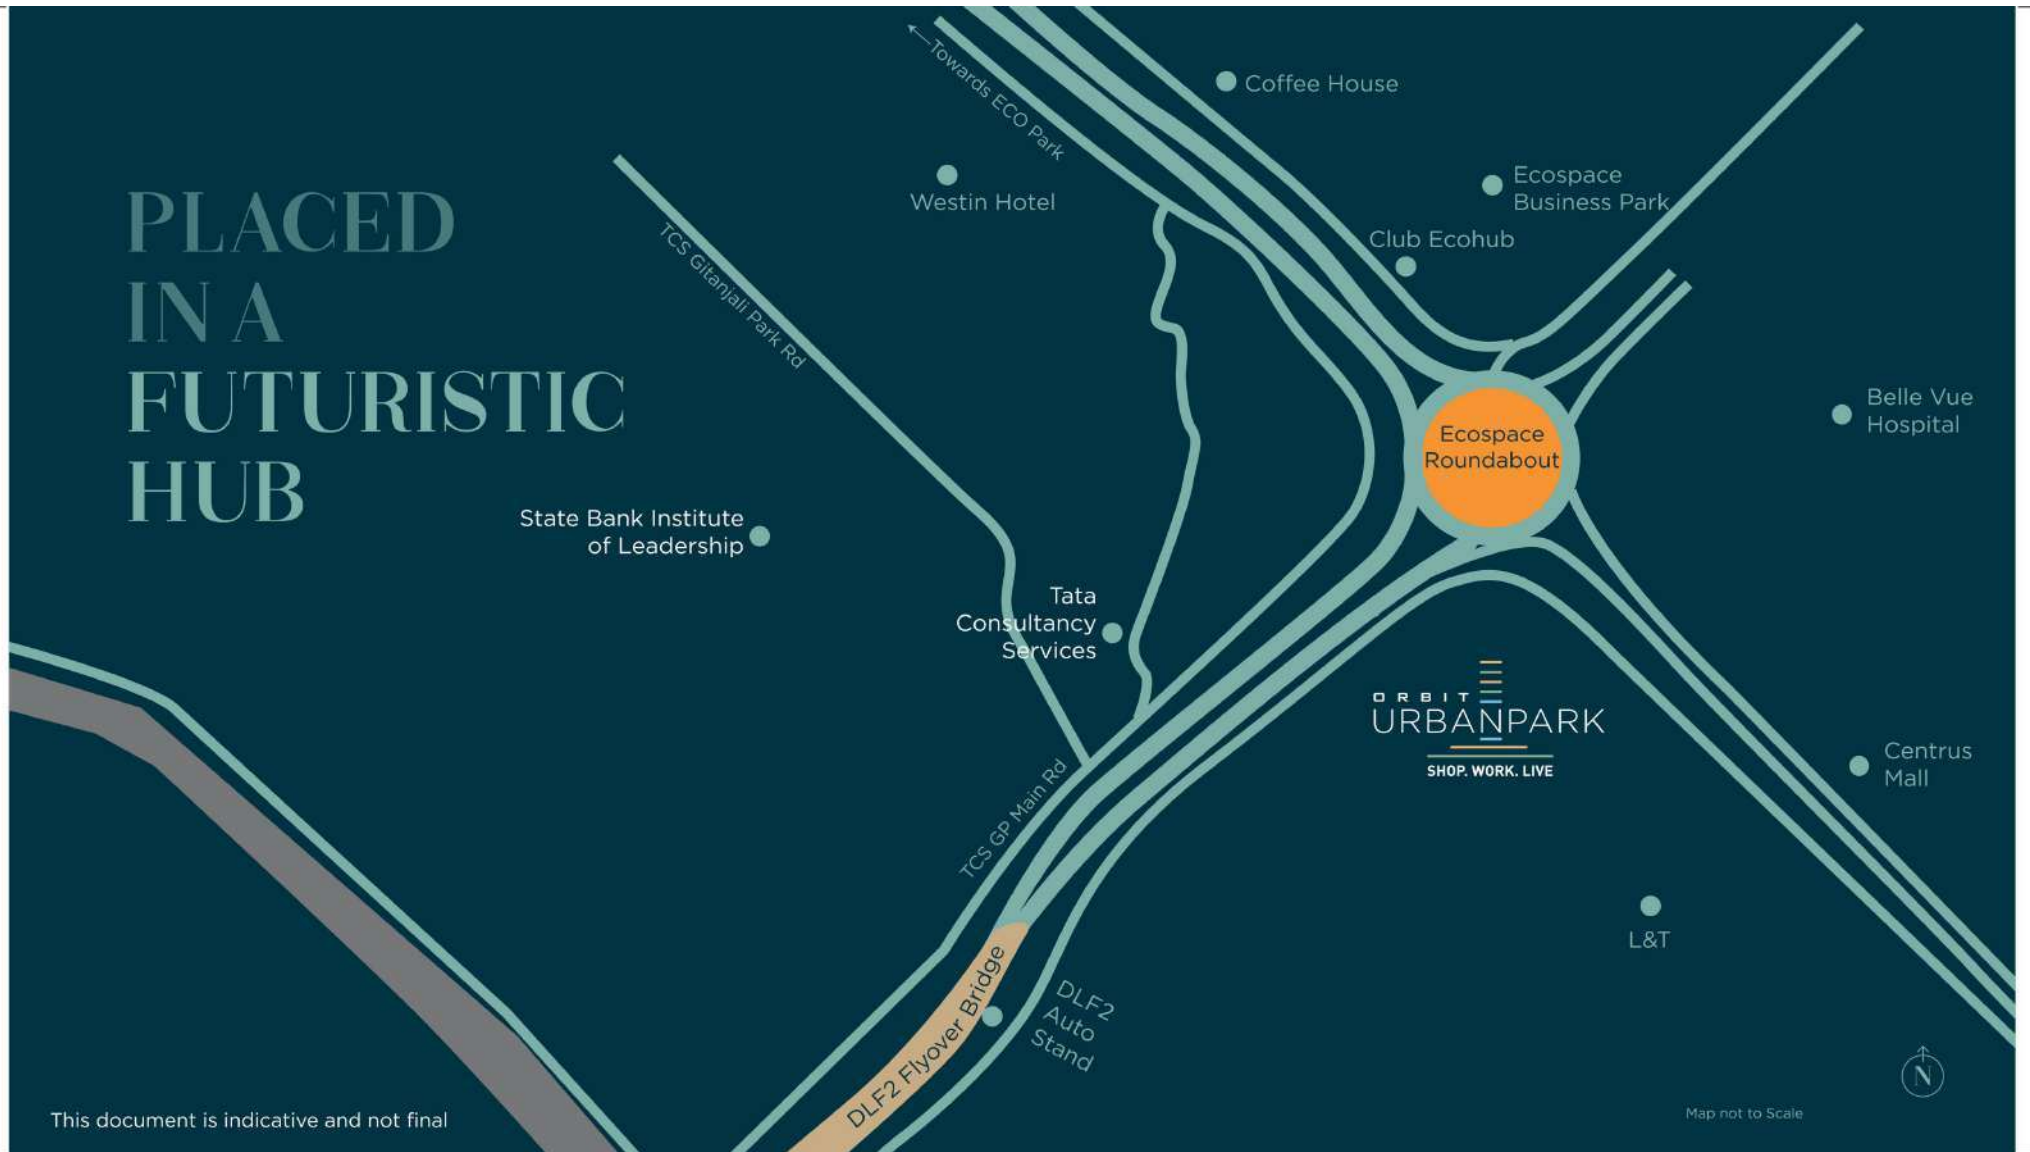 PLACED
IN A
FUTURISTIC
HUB
Towards ECO Park
Coffee House
Westin Hotel
Ecospace
Business Park
Club Ecohub
TCS Gitanjali Park Rd
Belle Vue
Hospital
Ecospace
Roundabout
State Bank Institute
of Leadership
Tata
Consultancy
Services
ORBIT
URBANPARK
SHOP. WORK. LIVE
Centrus
Mall
TCS GP Main Rd
L&T
DLF2 Flyover Bridge
DLF2
Auto
Stand
N
Map not to Scale
This document is indicative and not final